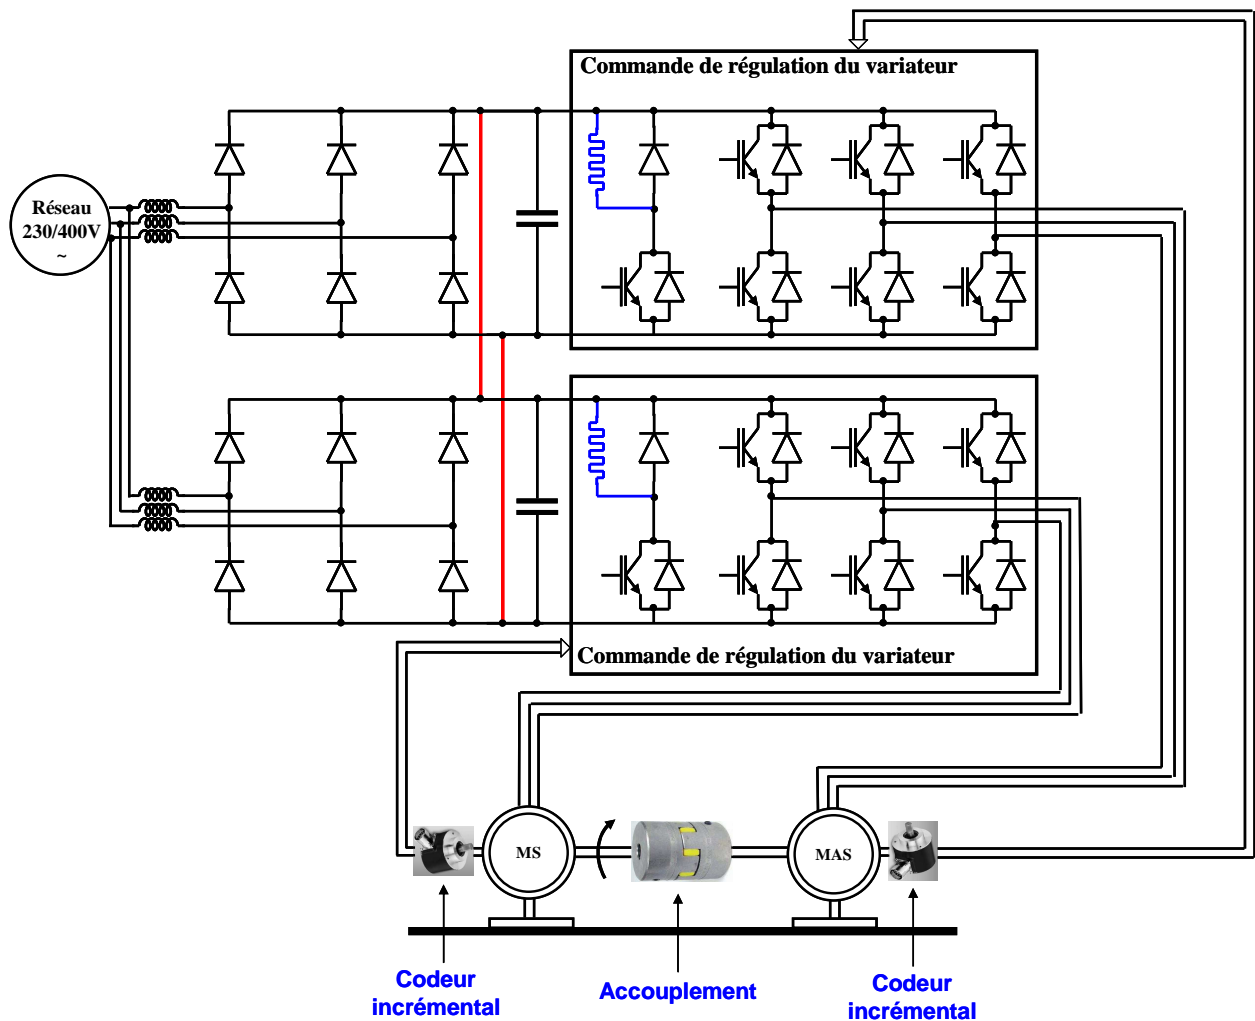 Commande de régulation du variateur
Réseau
230/400V
~
Commande de régulation du variateur
MS
MAS
Codeur
incrémental
Accouplement
Codeur
incrémental